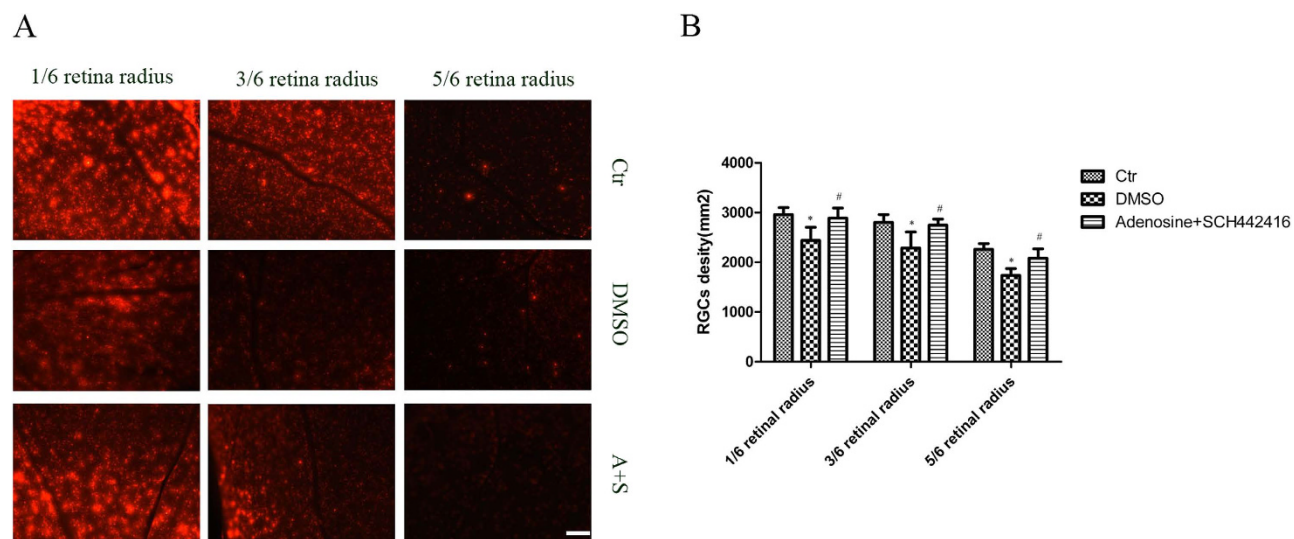 A
1/6 retina radius
3/6 retina radius
5/6 retina radius
Ctr
DMSO
A+S
B
RGCs desity(mm2)
4000
3000
2000
1000
0
*
#
*
#
*
#
1/6 retinal radius
3/6 retinal radius
5/6 retinal radius
Ctr
DMSO
Adenosine+SCH442416